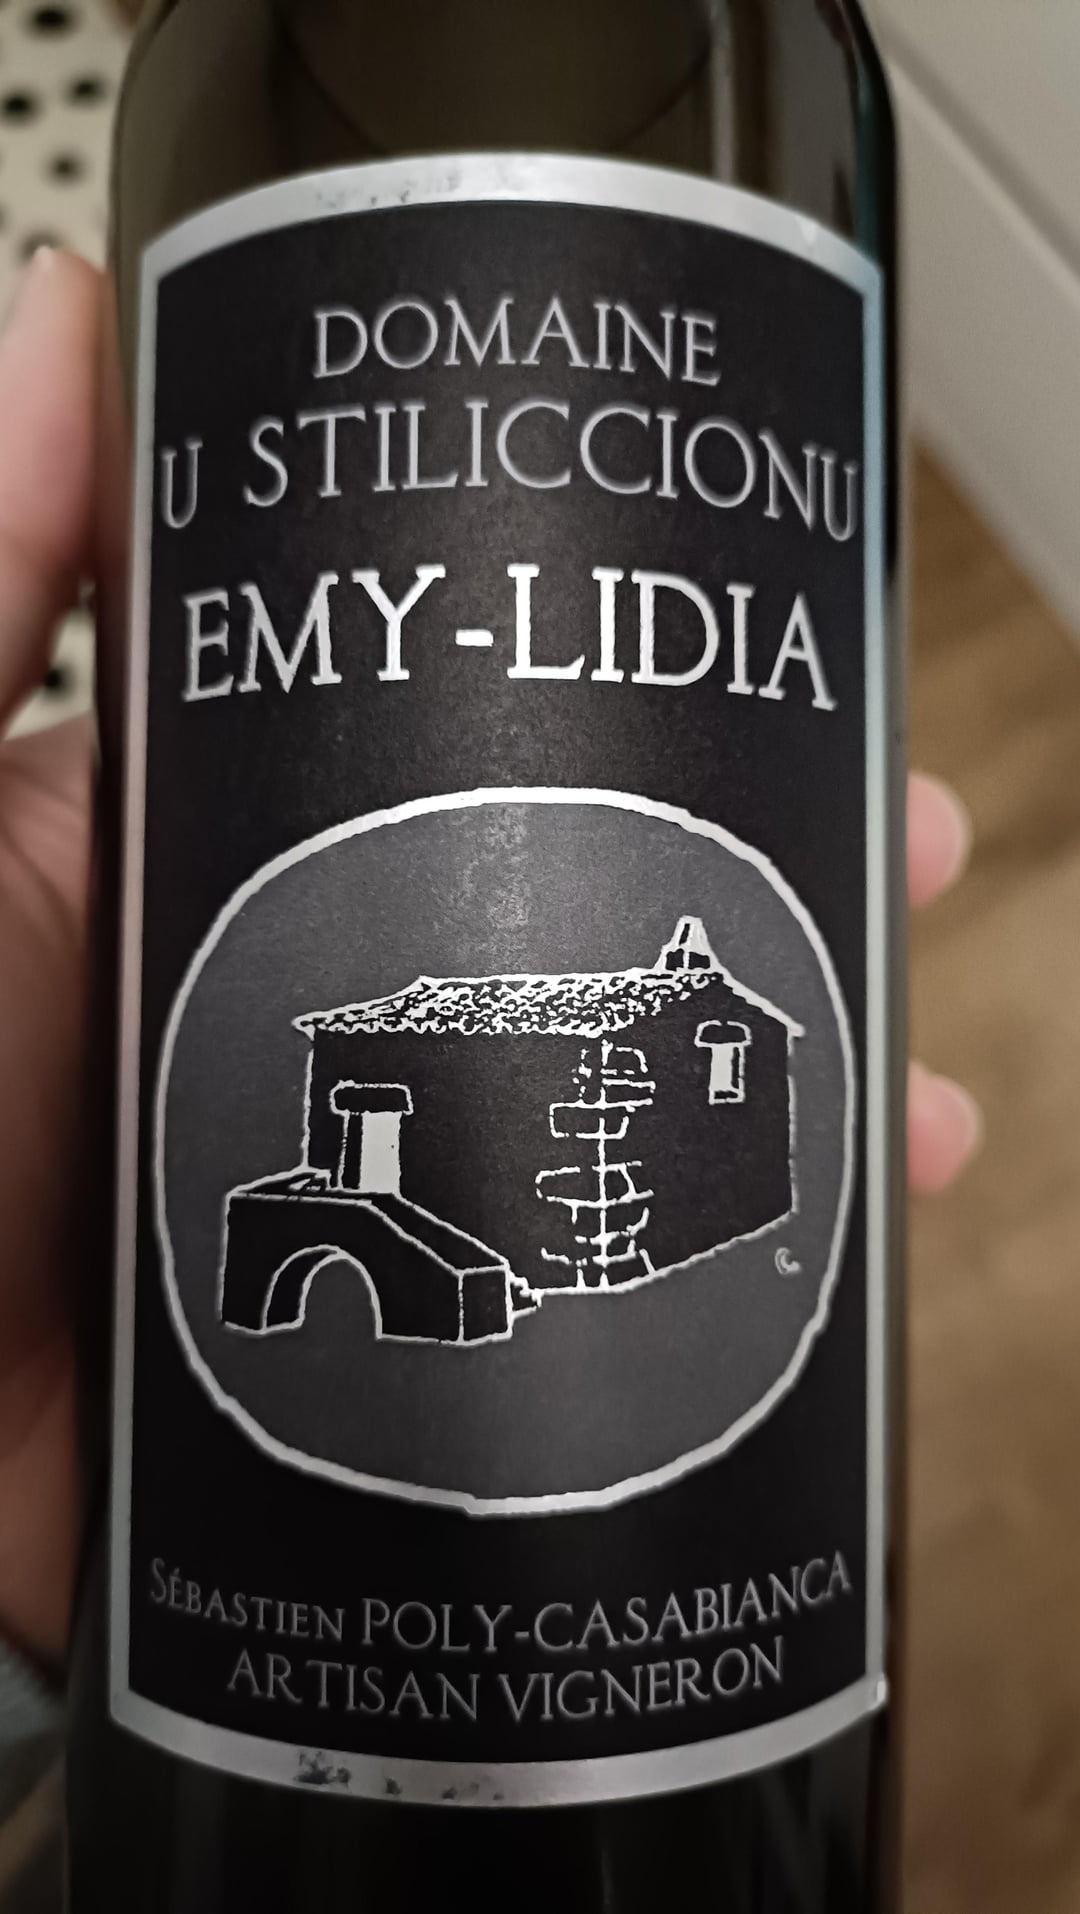 DOMAINE
U STILICCIONU
EMY-LIDIA
SÉBASTIEN POLY-CASABIANCA
ARTISAN VIGNERON